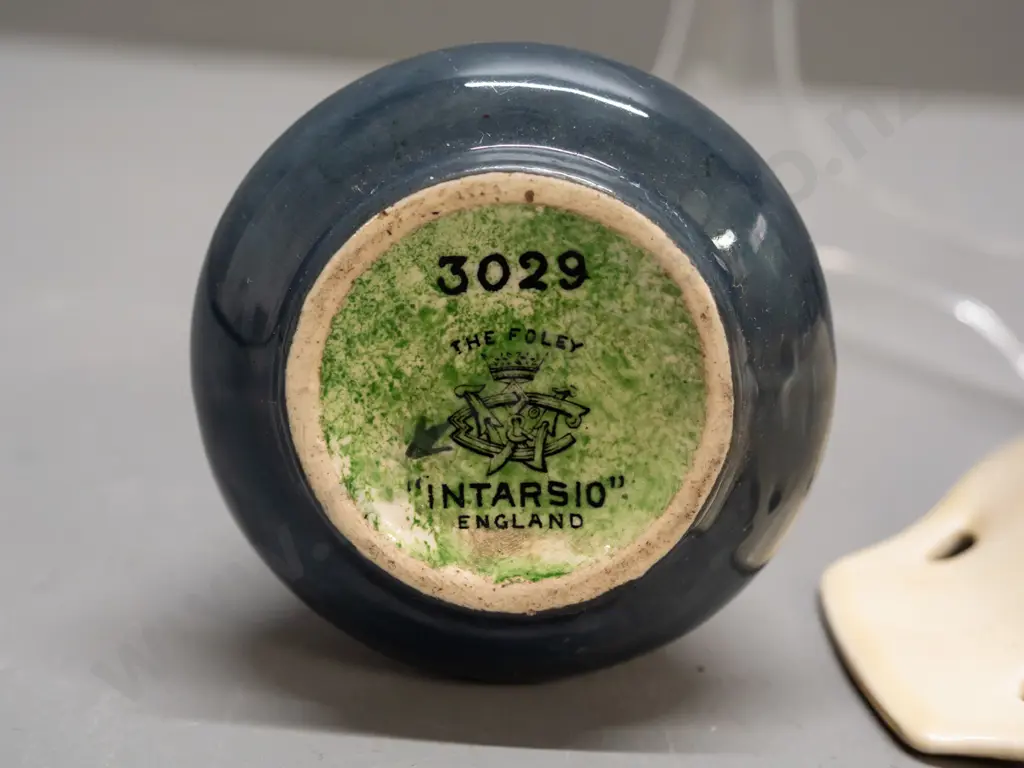 3029
THE FOLEY
"INTARSIO"
ENGLAND